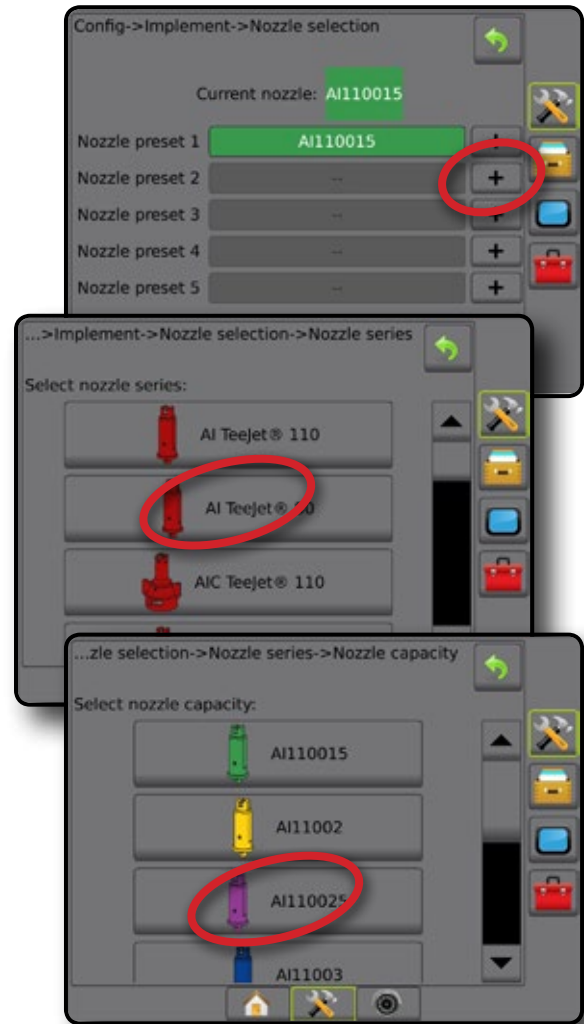 Config->Implement->Nozzle selection
Current nozzle: AI110015
Nozzle preset 1 AI110015 +
Nozzle preset 2 -- +
Nozzle preset 3 -- +
Nozzle preset 4 -- +
Nozzle preset 5 -- +
...>Implement->Nozzle selection->Nozzle series
Select nozzle series:
AI TeeJet® 110
AI TeeJet®
AIC TeeJet® 110
...zle selection->Nozzle series->Nozzle capacity
Select nozzle capacity:
AI110015
AI11002
AI110025
AI11003